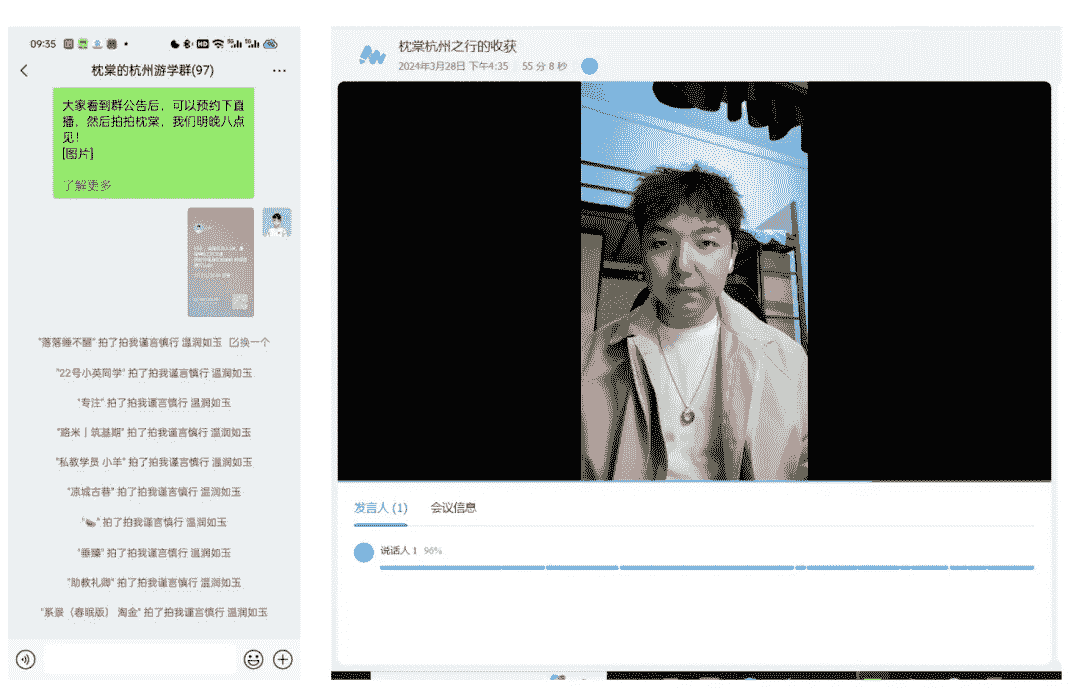 09:35
枕棠的杭州游学群(97)
大家看到群公告后，可以预约下直
播，然后拍拍枕棠，我们明晚八点
见！
[图片]
了解更多
"落落睡不醒" 拍了拍我谨言慎行 温润如玉 换一个
"22号小英同学" 拍了拍我谨言慎行 温润如玉
"专注" 拍了拍我谨言慎行 温润如玉
"路米｜筑基期" 拍了拍我谨言慎行 温润如玉
"私教学员 小羊" 拍了拍我谨言慎行 温润如玉
"凉城古巷" 拍了拍我谨言慎行 温润如玉
拍了拍我谨言慎行 温润如玉
拍了拍我谨言慎行 温润如玉
"助教礼卿" 拍了拍我谨言慎行 温润如玉
淘金" 拍了拍我谨言慎行 温润如玉
枕棠杭州之行的收获
2024年3月28日 下午4:35
55 分 8 秒
发言人 (1)
会议信息
说话人 1 96%